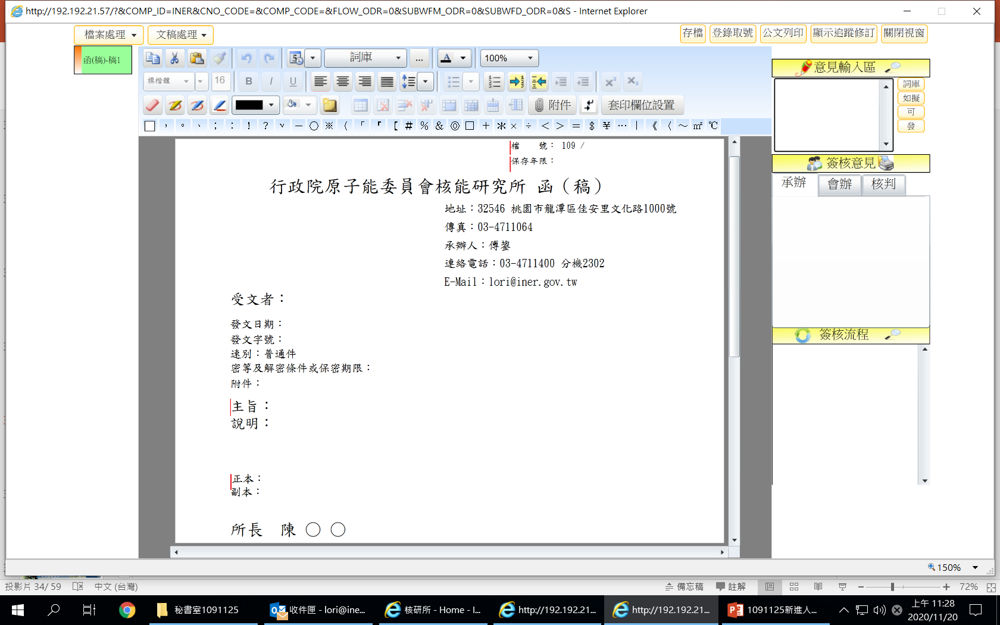 http://192.192.21.57/?&COMP_ID=INER&CNO_CODE=&COMP_CODE=&FLOW_ODR=0&SUBWFM_ODR=0&SUBWFD_ODR=0&S - Internet Explorer
檔案處理 文稿處理 存檔 登錄取號 公文列印 顯示追蹤修訂 關閉視窗
函(稿)-稿1
詞庫 ... A 100%
標楷體 16 B I U
附件 套印欄位設置
□ , 。 、 ; : ! ? ˇ — ○ ※ ( 「 『 【 # % & ◎ □ + * × ÷ < > = $ ¥ … | 《 〈 ~ ㎡ ℃
意見輸入區
詞庫
如擬
可
發
簽核意見
承辦 會辦 核判
簽核流程
檔 號: 109 /
保存年限:
行政院原子能委員會核能研究所 函(稿)
地址:32546 桃園市龍潭區佳安里文化路1000號
傳真:03-4711064
承辦人:傅鋆
連絡電話:03-4711400 分機2302
E-Mail:lori@iner.gov.tw
受文者:
發文日期:
發文字號:
速別:普通件
密等及解密條件或保密期限:
附件:
主旨:
說明:
正本:
副本:
所長 陳 ○ ○
150%
投影片 34/ 59 中文 (台灣) 備忘稿 註解 72%
秘書室1091125 收件匣 - lori@ine... 核研所 - Home - I... http://192.192.21... http://192.192.21... 1091125新進人... 上午 11:28
2020/11/20